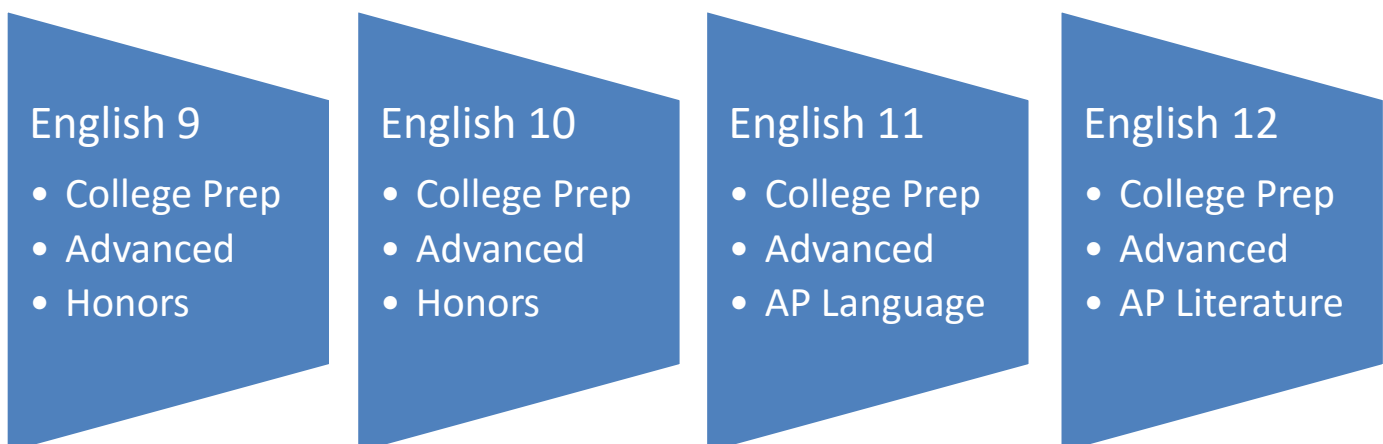 English 9
• College Prep
• Advanced
• Honors
English 10
• College Prep
• Advanced
• Honors
English 11
• College Prep
• Advanced
• AP Language
English 12
• College Prep
• Advanced
• AP Literature